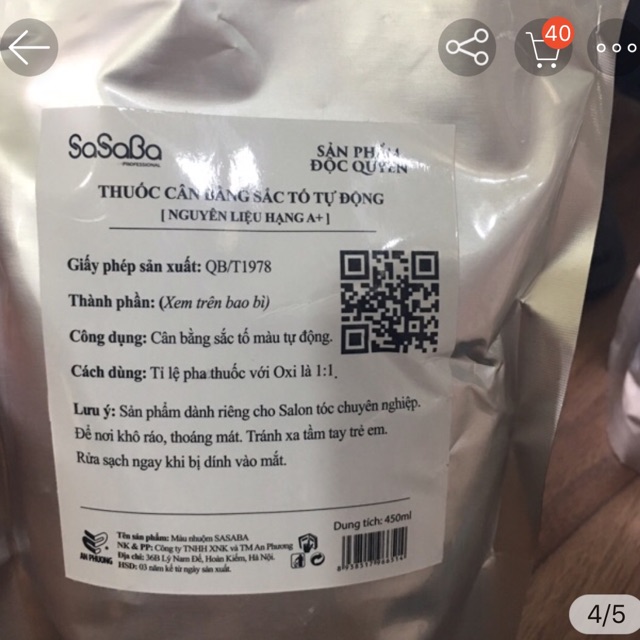 40
SaSaBa
PROFESSIONAL
SẢN PHẨM
ĐỘC QUYỀN
THUỐC CÂN BẰNG SẮC TỐ TỰ ĐỘNG
[ NGUYÊN LIỆU HẠNG A+ ]
Giấy phép sản xuất: QB/T1978
Thành phần: (Xem trên bao bì)
Công dụng: Cân bằng sắc tố màu tự động.
Cách dùng: Tỉ lệ pha thuốc với Oxi là 1:1.
Lưu ý: Sản phẩm dành riêng cho Salon tóc chuyên nghiệp.
Để nơi khô ráo, thoáng mát. Tránh xa tầm tay trẻ em.
Rửa sạch ngay khi bị dính vào mắt.
Dung tích: 450ml
AN PHƯƠNG
Tên sản phẩm: Màu nhuộm SASABA
NK & PP: Công ty TNHH XNK và TM An Phương
Địa chỉ: 36B Lý Nam Đế, Hoàn Kiếm, Hà Nội.
HSD: 03 năm kể từ ngày sản xuất.
4/5